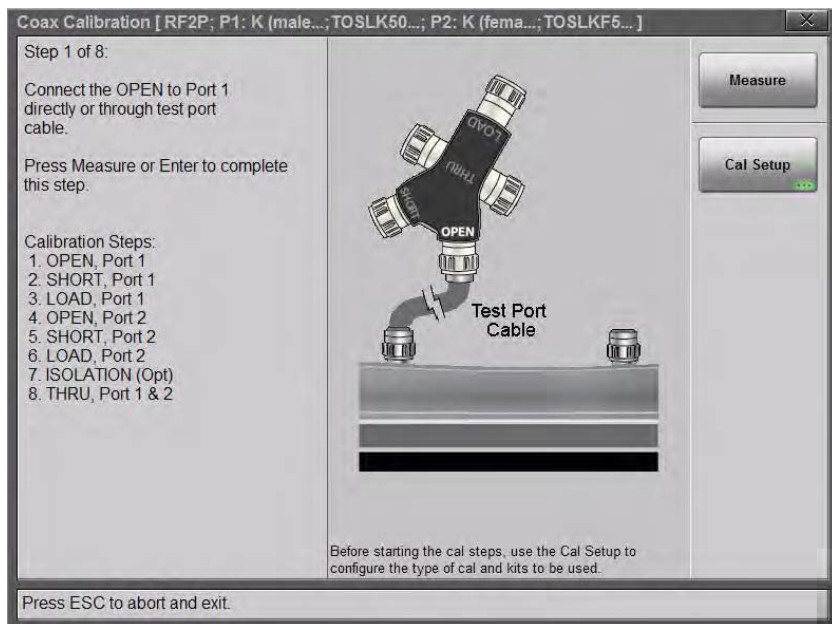 Coax Calibration [ RF2P; P1: K (male...; TOSLK50...; P2: K (fema...; TOSLKF5... ]
Step 1 of 8:
Connect the OPEN to Port 1
directly or through test port
cable.
Press Measure or Enter to complete
this step.
Calibration Steps:
1. OPEN, Port 1
2. SHORT, Port 1
3. LOAD, Port 1
4. OPEN, Port 2
5. SHORT, Port 2
6. LOAD, Port 2
7. ISOLATION (Opt)
8. THRU, Port 1 & 2
LOAD
THRU
SHORT
OPEN
Test Port
Cable
Before starting the cal steps, use the Cal Setup to
configure the type of cal and kits to be used.
Measure
Cal Setup
Press ESC to abort and exit.